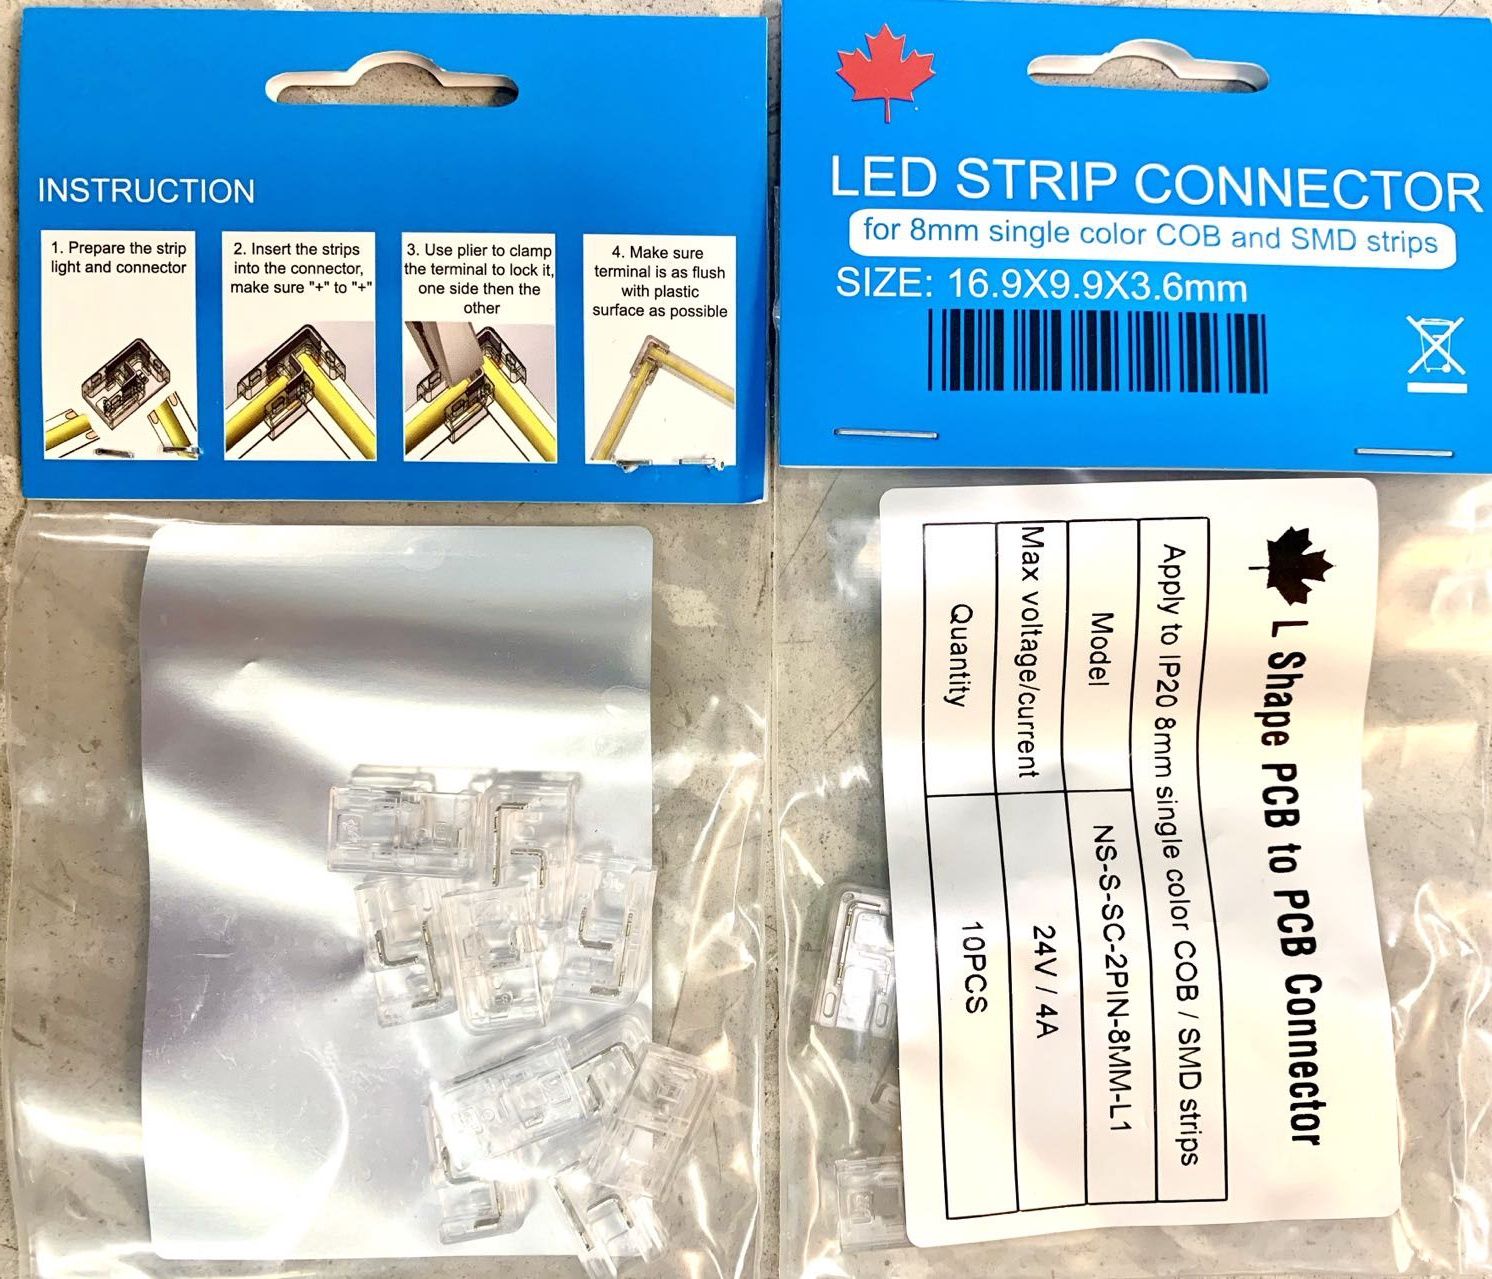 INSTRUCTION
1. Prepare the strip
light and connector
2. Insert the strips
into the connector,
make sure "+" to "+"
3. Use plier to clamp
the terminal to lock it,
one side then the
other
4. Make sure
terminal is as flush
with plastic
surface as possible
LED STRIP CONNECTOR
for 8mm single color COB and SMD strips
SIZE: 16.9X9.9X3.6mm
L Shape PCB to PCB Connector
Apply to IP20 8mm single color COB / SMD strips
Model NS-S-SC-2PIN-8MM-L1
Max voltage/current 24V / 4A
Quantity 10PCS